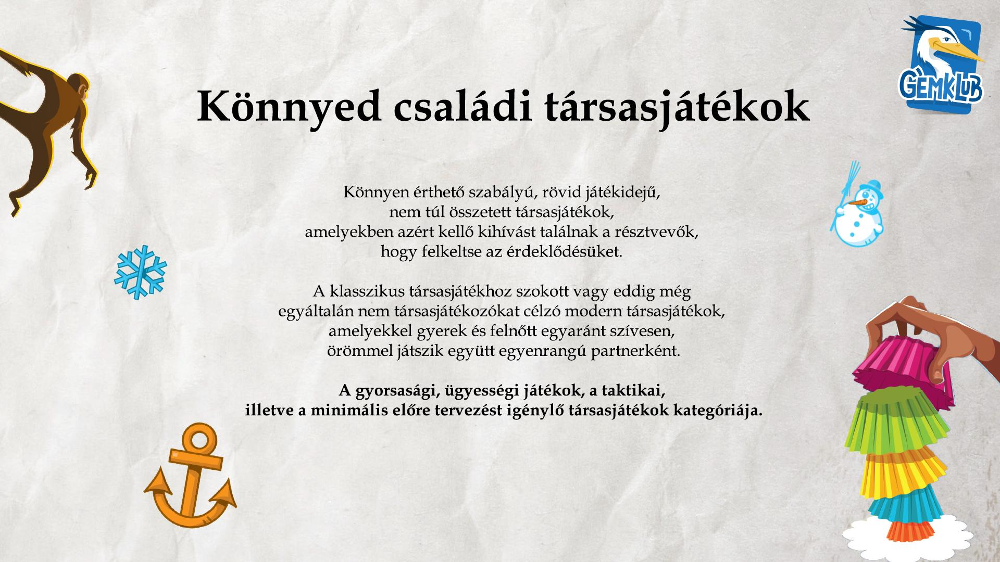 GÉMKLUB
Könnyed családi társasjátékok
Könnyen érthető szabályú, rövid játékidejű,
nem túl összetett társasjátékok,
amelyekben azért kellő kihívást találnak a résztvevők,
hogy felkeltse az érdeklődésüket.
A klasszikus társasjátékhoz szokott vagy eddig még
egyáltalán nem társasjátékozókat célzó modern társasjátékok,
amelyekkel gyerek és felnőtt egyaránt szívesen,
örömmel játszik együtt egyenrangú partnerként.
A gyorsasági, ügyességi játékok, a taktikai,
illetve a minimális előre tervezést igénylő társasjátékok kategóriája.